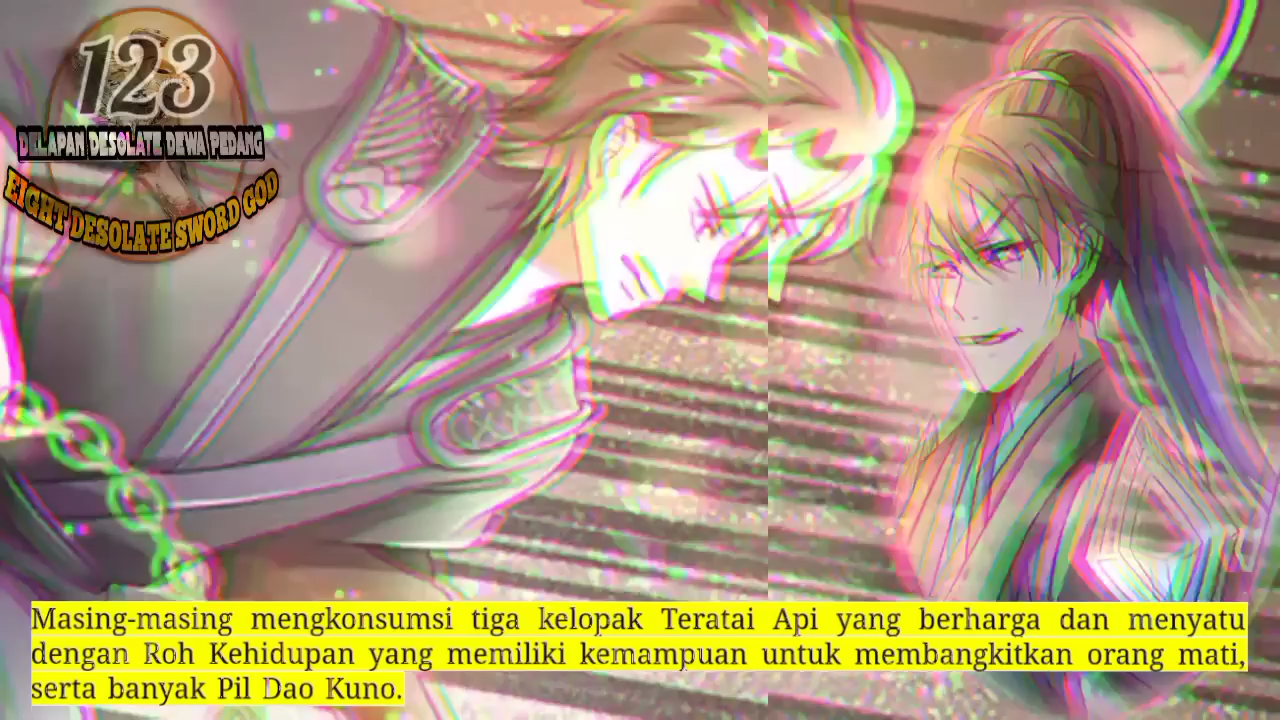 123
DELAPAN DESOLATE DEWA PEDANG
EIGHT DESOLATE SWORD GOD
Masing-masing mengkonsumsi tiga kelopak Teratai Api yang berharga dan menyatu
dengan Roh Kehidupan yang memiliki kemampuan untuk membangkitkan orang mati,
serta banyak Pil Dao Kuno.